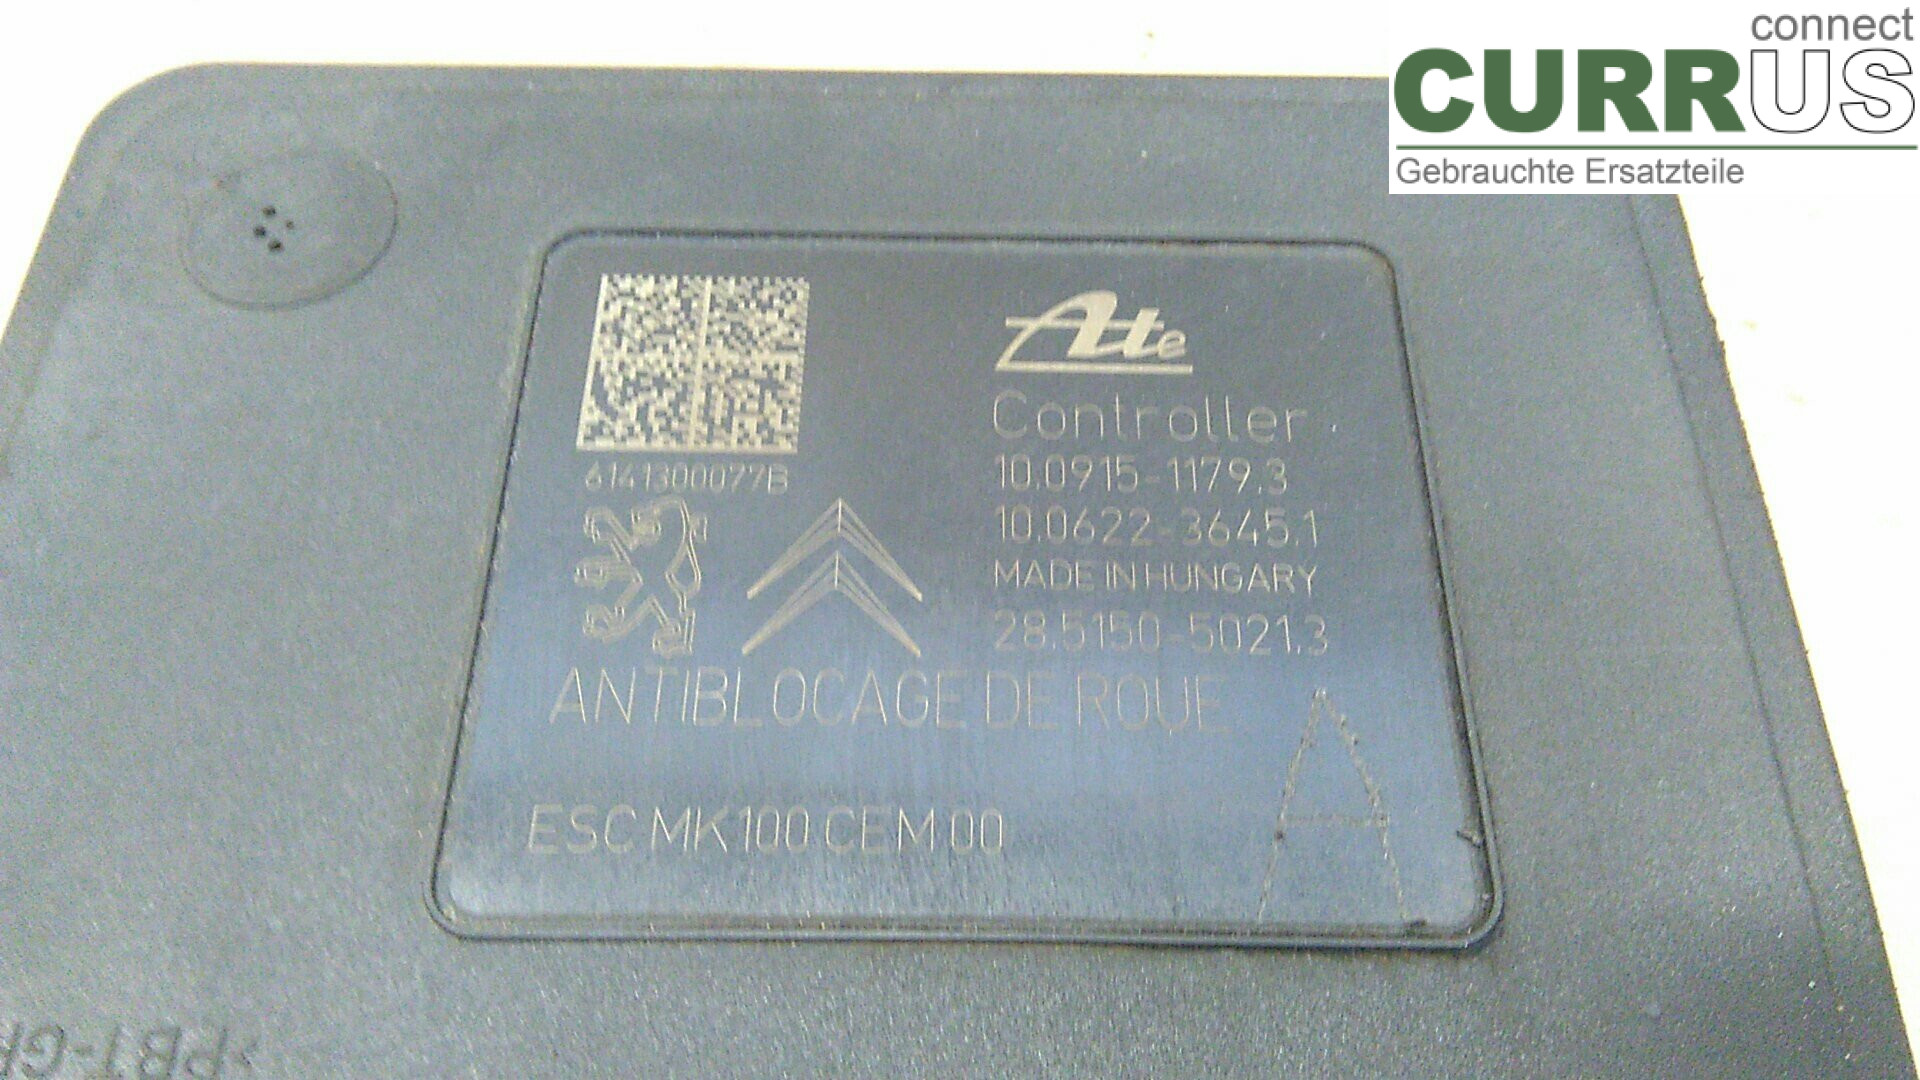 connect
CURRUS
Gebrauchte Ersatzteile
Ate
Controller
6141300077B
10.0915-1179.3
10.0622-3645.1
MADE IN HUNGARY
28.5150-5021.3
ANTIBLOCAGE DE ROUE
A
ESC MK100 CEM 00